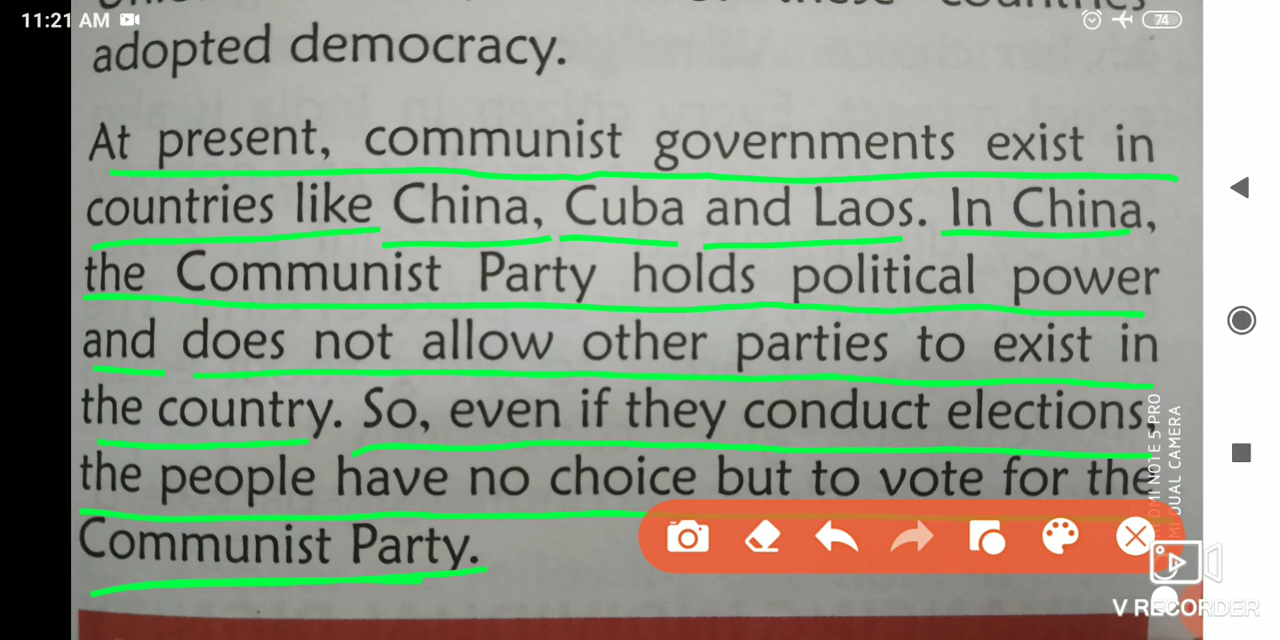 11:21 AM
74
these countries
adopted democracy.
At present, communist governments exist in
countries like China, Cuba and Laos. In China,
the Communist Party holds political power
and does not allow other parties to exist in
the country. So, even if they conduct elections,
the people have no choice but to vote for the
Communist Party.
DMI NOTE 5 PRO
MI DUAL CAMERA
V RECORDER